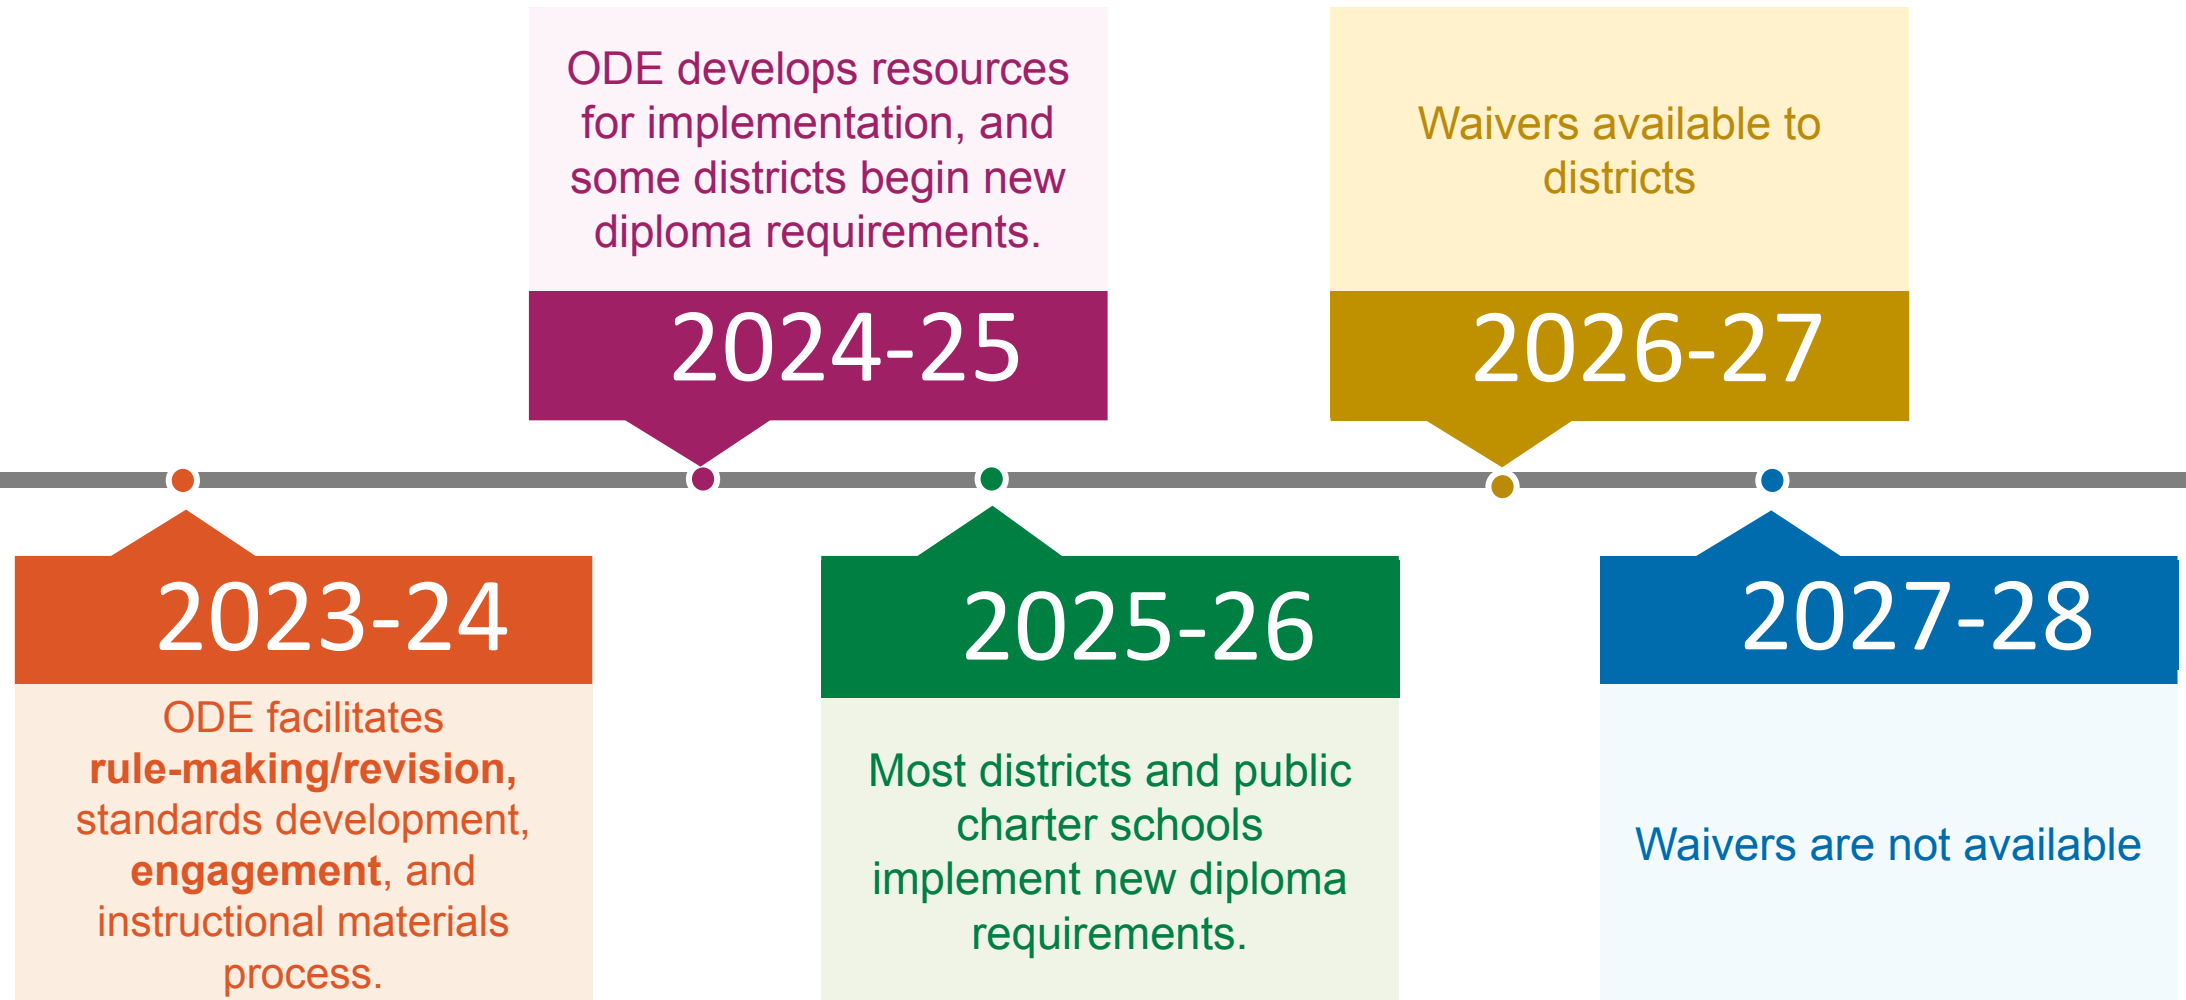 2023-24
ODE facilitates
rule-making/revision,
standards development,
engagement, and
instructional materials
process.
ODE develops resources
for implementation, and
some districts begin new
diploma requirements.
2024-25
2025-26
Most districts and public
charter schools
implement new diploma
requirements.
Waivers available to
districts
2026-27
2027-28
Waivers are not available